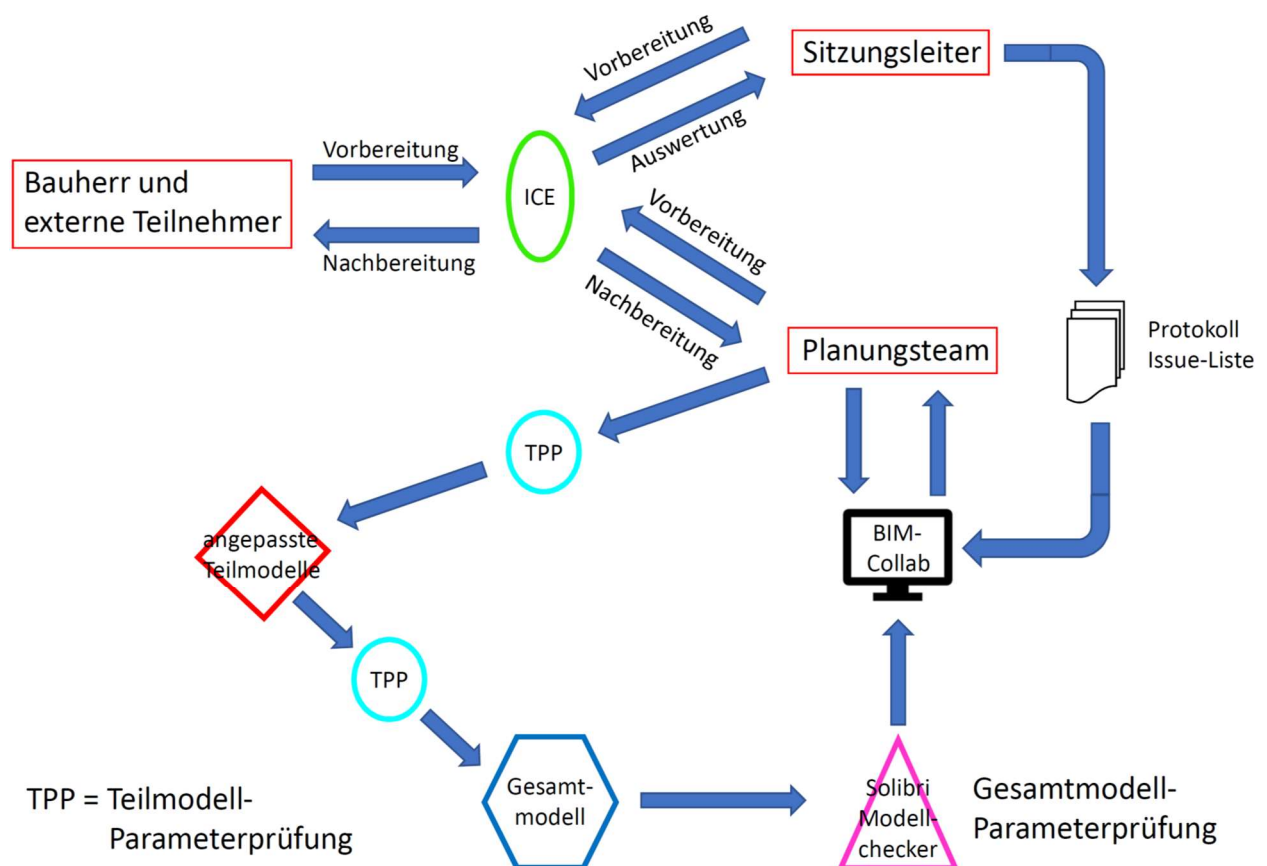 Vorbereitung
Sitzungsleiter
Auswertung
Vorbereitung
Bauherr und
externe Teilnehmer
ICE
Nachbereitung
Vorbereitung
Nachbereitung
Planungsteam
Protokoll
Issue-Liste
TPP
BIM-
Collab
angepasste
Teilmodelle
TPP
Gesamt-
modell
Solibri
Modell-
checker
Gesamtmodell-
Parameterprüfung
TPP = Teilmodell-
Parameterprüfung